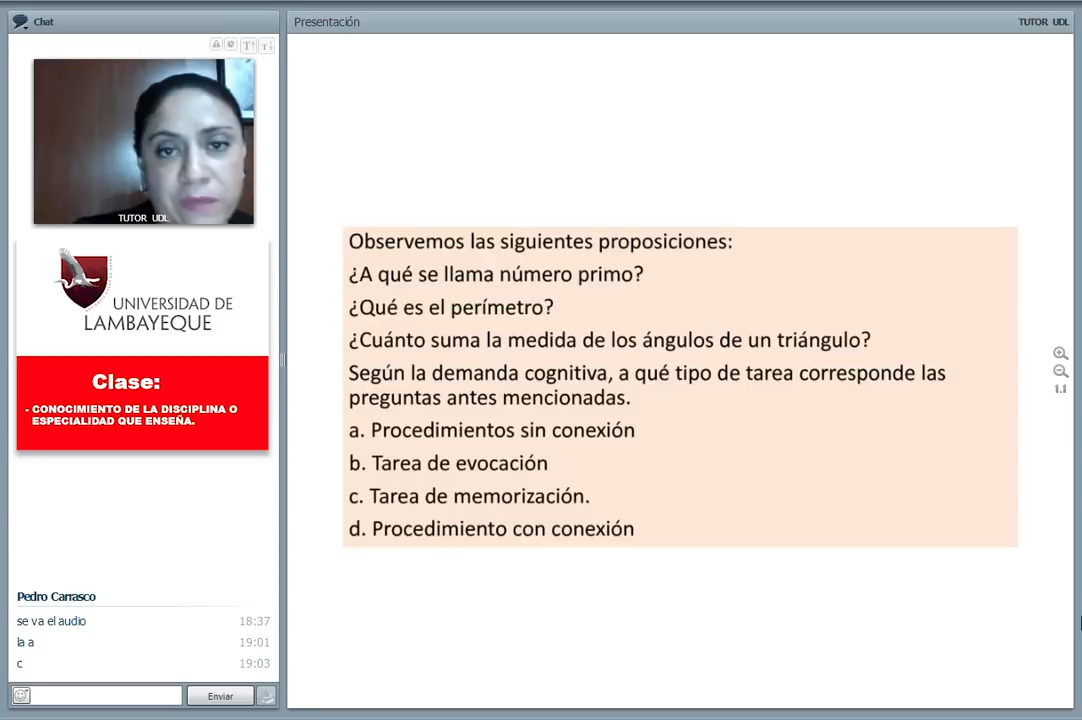 Chat
Presentación
TUTOR UDL
TUTOR UDL
UNIVERSIDAD DE
LAMBAYEQUE
Clase:
- CONOCIMIENTO DE LA DISCIPLINA O
ESPECIALIDAD QUE ENSEÑA.
Pedro Carrasco
se va el audio 18:37
la a 19:01
c 19:03
Enviar
Observemos las siguientes proposiciones:
¿A qué se llama número primo?
¿Qué es el perímetro?
¿Cuánto suma la medida de los ángulos de un triángulo?
Según la demanda cognitiva, a qué tipo de tarea corresponde las
preguntas antes mencionadas.
a. Procedimientos sin conexión
b. Tarea de evocación
c. Tarea de memorización.
d. Procedimiento con conexión
1:1